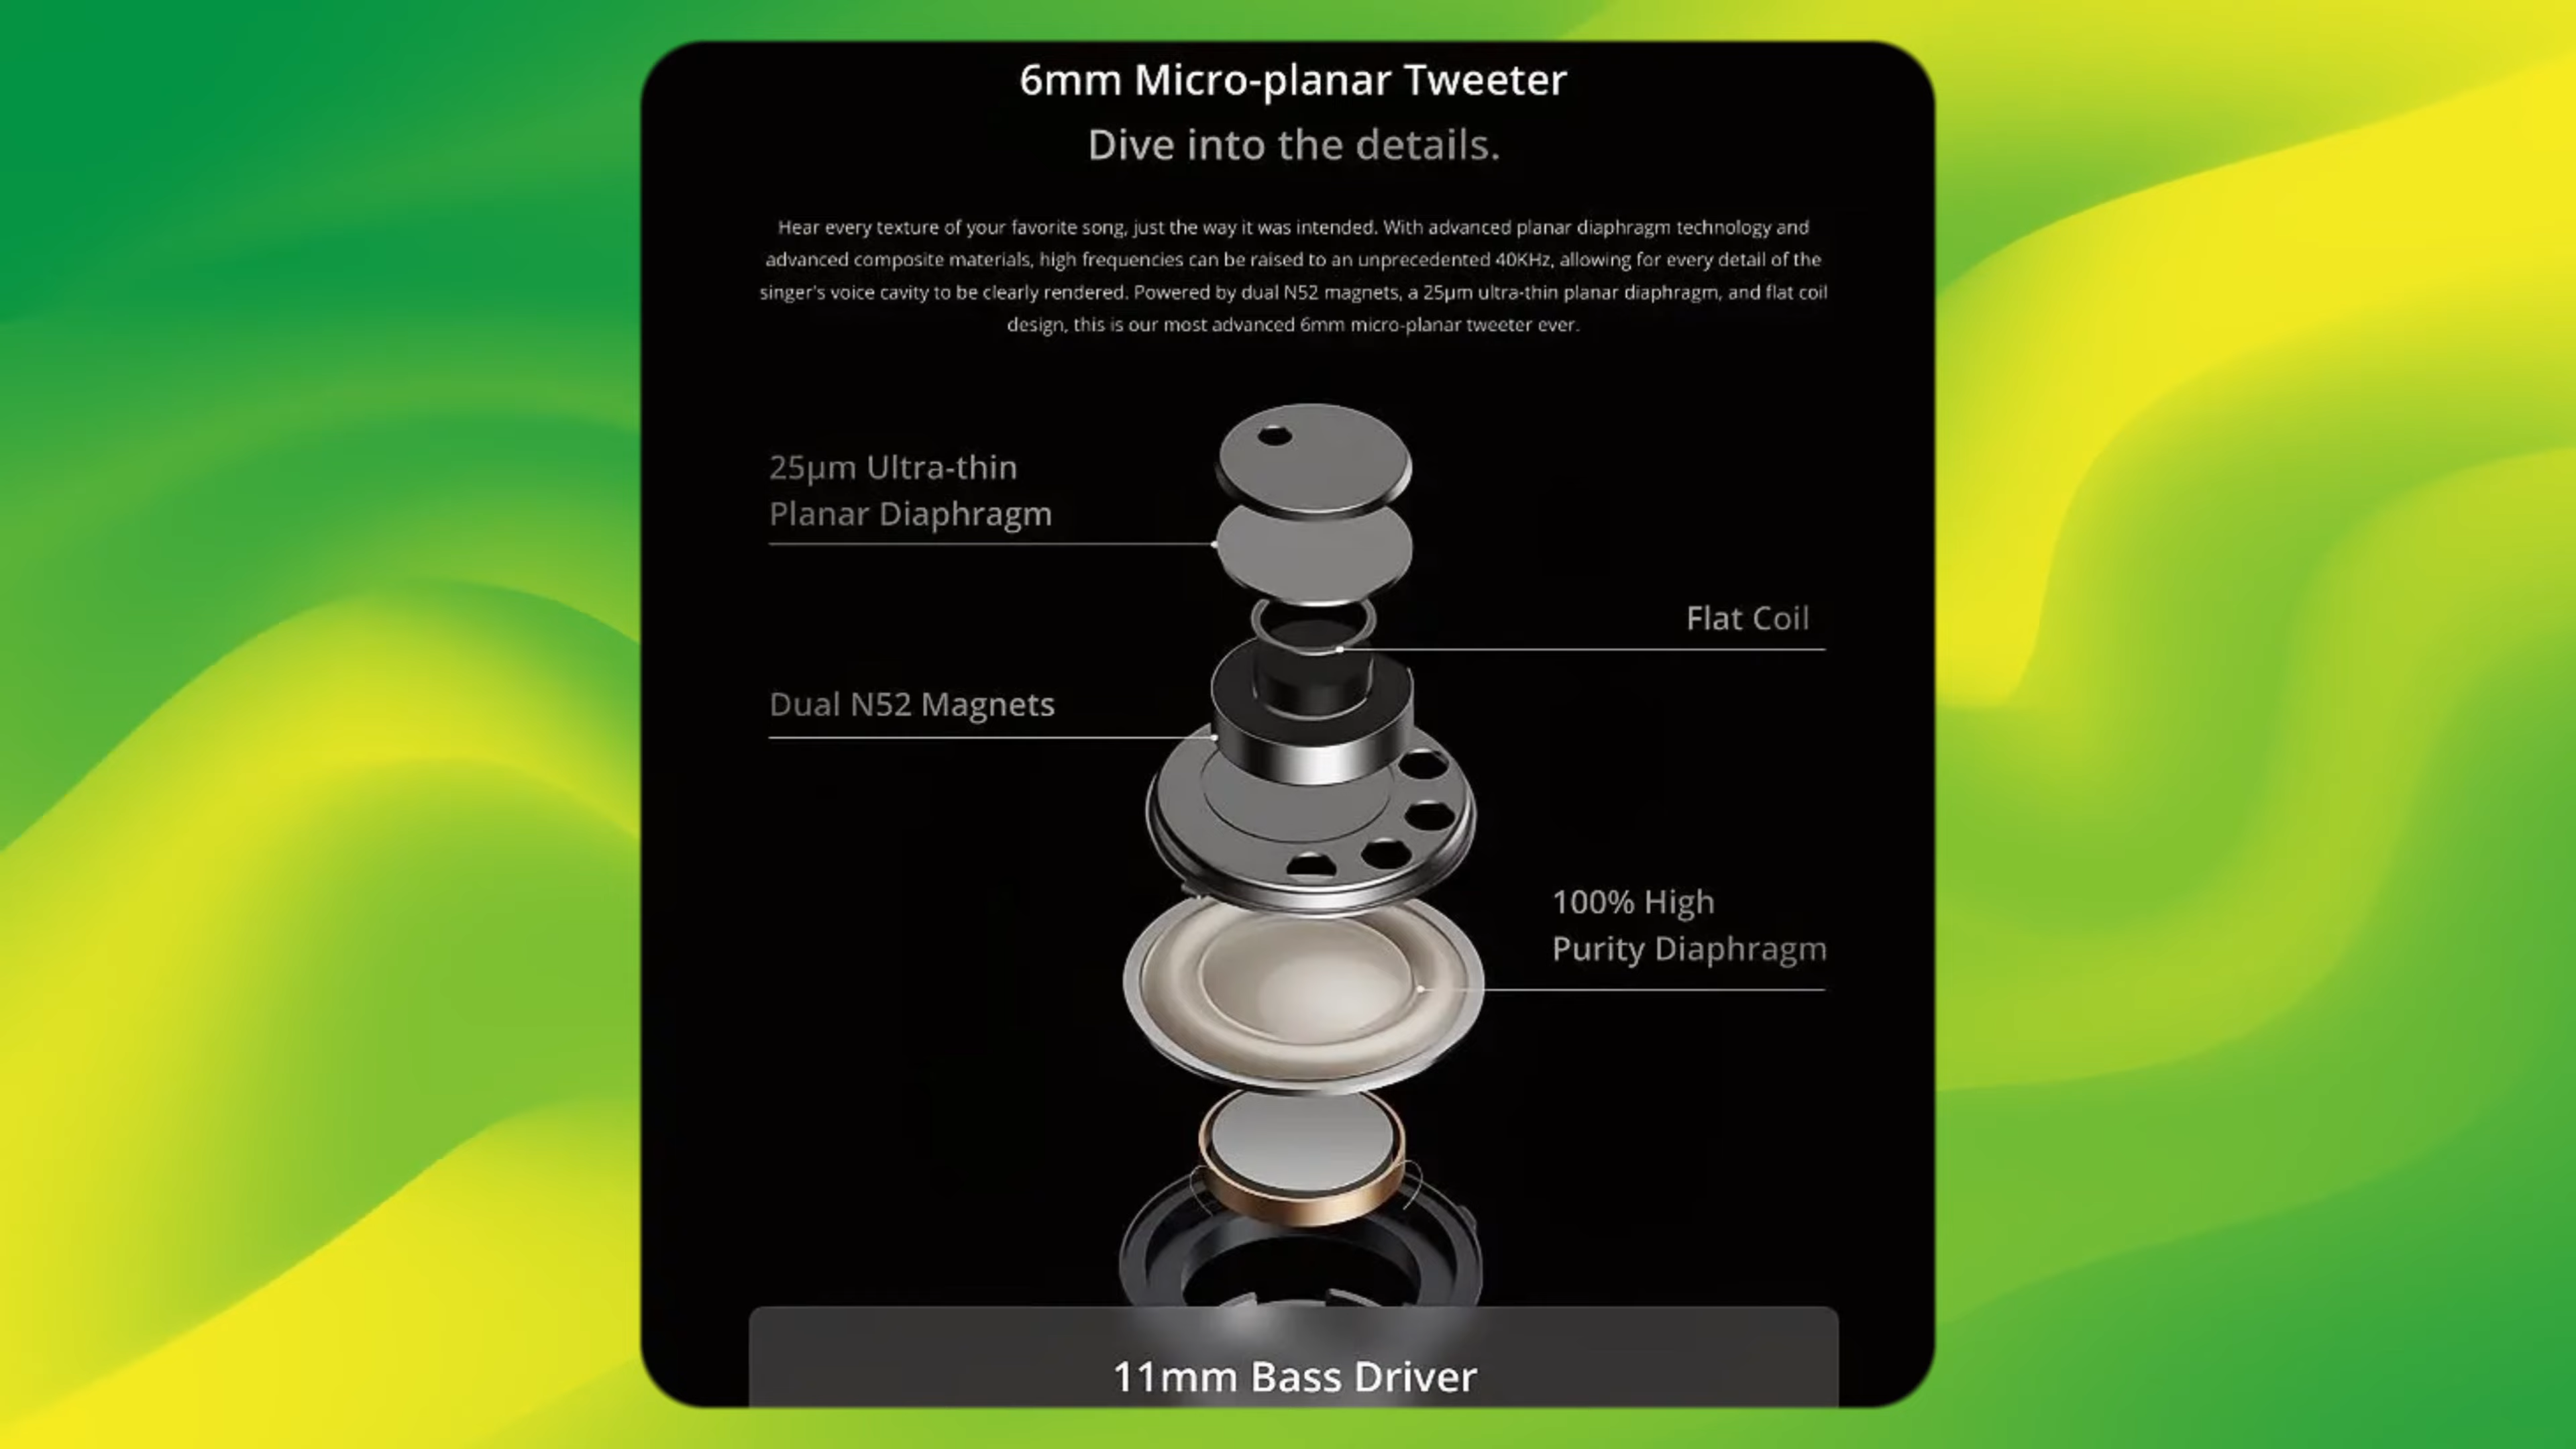 6mm Micro-planar Tweeter
Dive into the details.
Hear every texture of your favorite song, just the way it was intended. With advanced planar diaphragm technology and
advanced composite materials, high frequencies can be raised to an unprecedented 40KHz, allowing for every detail of the
singer's voice cavity to be clearly rendered. Powered by dual N52 magnets, a 25μm ultra-thin planar diaphragm, and flat coil
design, this is our most advanced 6mm micro-planar tweeter ever.
25μm Ultra-thin
Planar Diaphragm
Flat Coil
Dual N52 Magnets
100% High
Purity Diaphragm
11mm Bass Driver